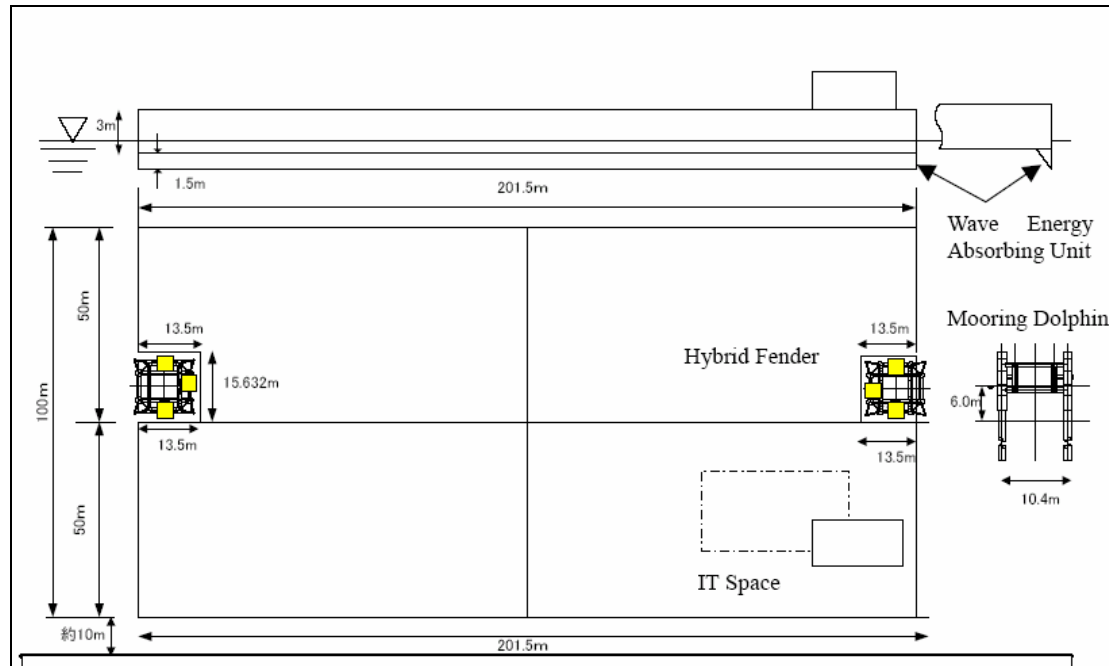 3m
1.5m
201.5m
Wave Energy
Absorbing Unit
50m
13.5m
13.5m
Mooring Dolphin
Hybrid Fender
15.632m
100m
6.0m
13.5m
13.5m
10.4m
50m
IT Space
約10m
201.5m